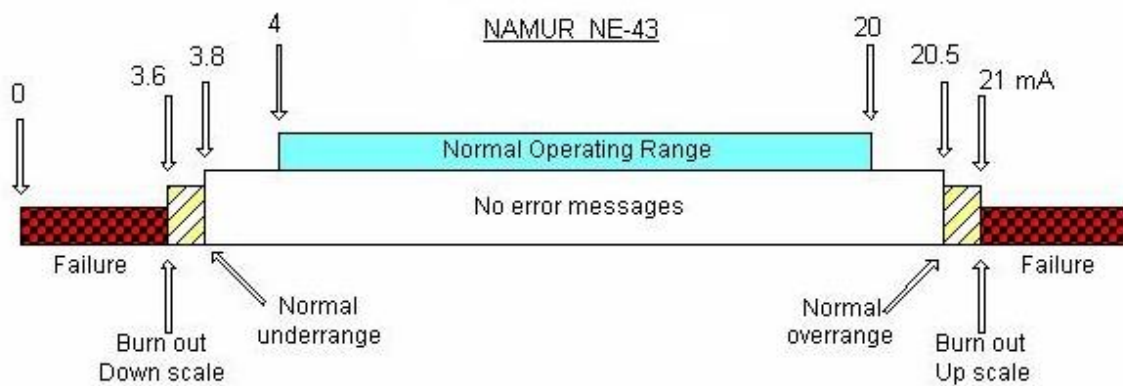 NAMUR NE-43
4
20
3.8
20.5
3.6
21 mA
0
Normal Operating Range
No error messages
Failure
Failure
Normal
underrange
Normal
overrange
Burn out
Down scale
Burn out
Up scale